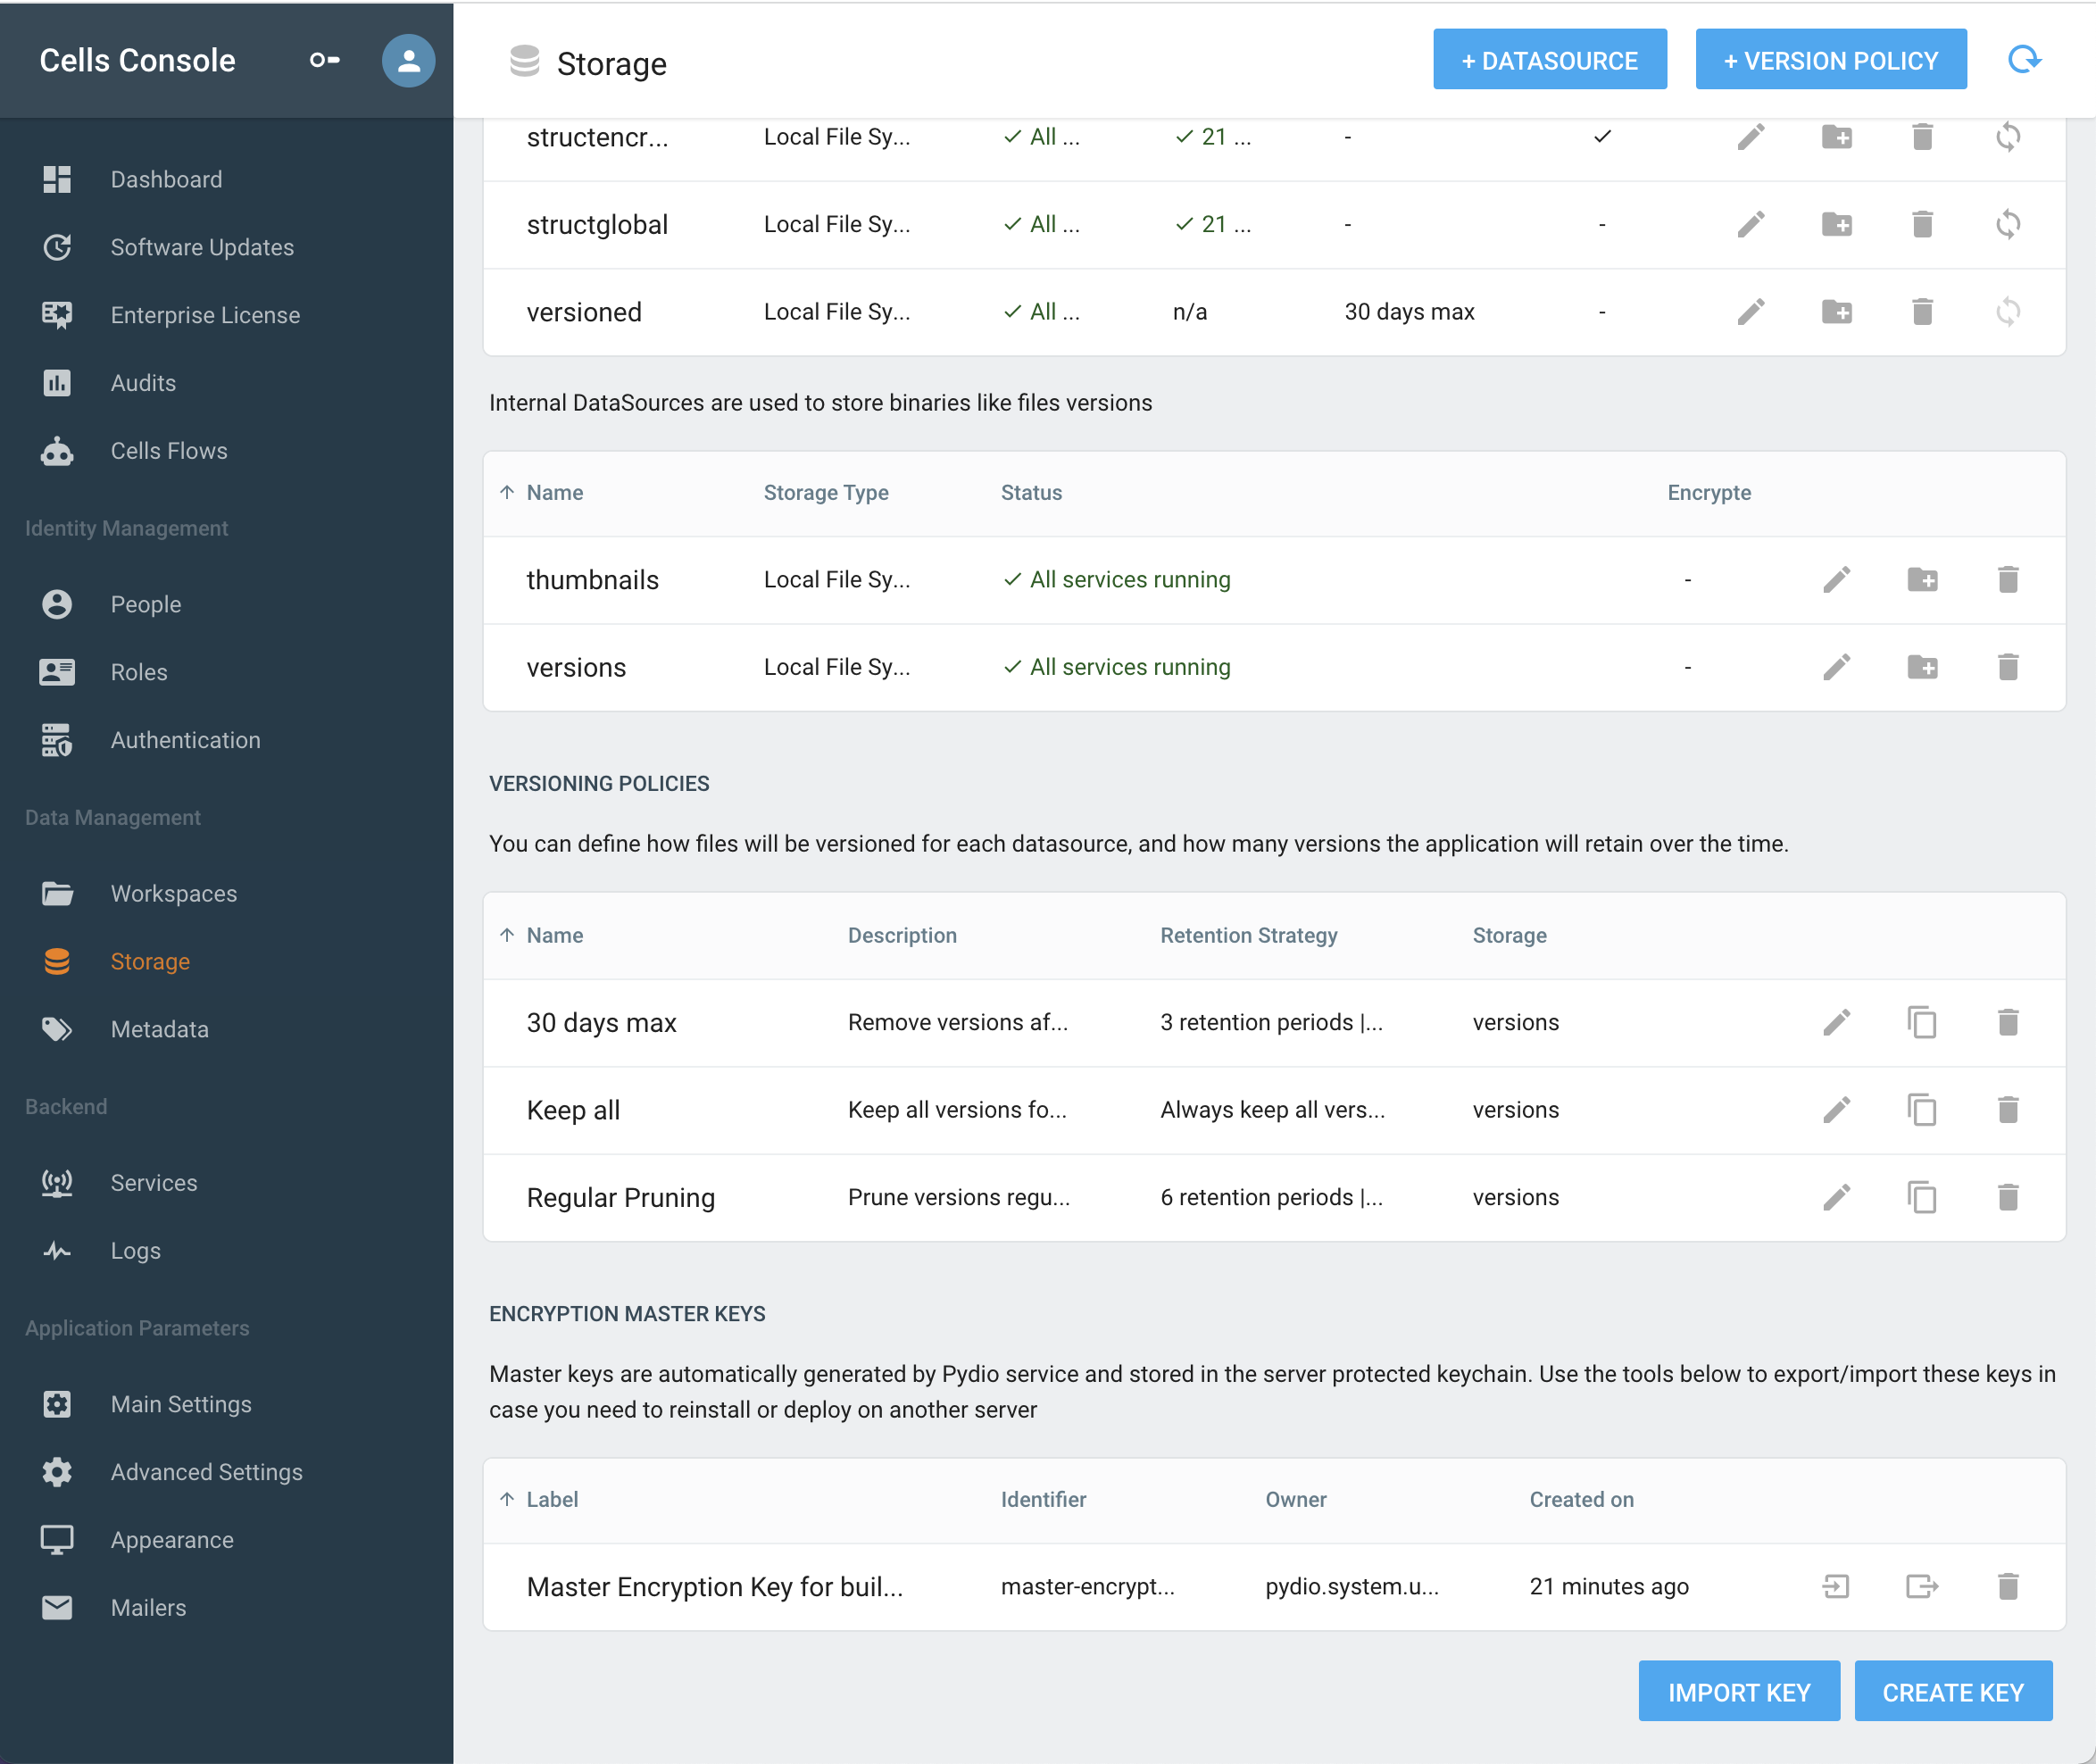 Cells Console
Storage
+ DATASOURCE
+ VERSION POLICY
Dashboard
Software Updates
Enterprise License
Audits
Cells Flows
Identity Management
People
Roles
Authentication
Data Management
Workspaces
Storage
Metadata
Backend
Services
Logs
Application Parameters
Main Settings
Advanced Settings
Appearance
Mailers
structencr... Local File Sy... All ... 21 ... - 
structglobal Local File Sy... All ... 21 ... - -
versioned Local File Sy... All ... n/a 30 days max -
Internal DataSources are used to store binaries like files versions
Name Storage Type Status Encrypte
thumbnails Local File Sy... All services running -
versions Local File Sy... All services running -
VERSIONING POLICIES
You can define how files will be versioned for each datasource, and how many versions the application will retain over the time.
Name Description Retention Strategy Storage
30 days max Remove versions af... 3 retention periods |... versions
Keep all Keep all versions fo... Always keep all vers... versions
Regular Pruning Prune versions regu... 6 retention periods |... versions
ENCRYPTION MASTER KEYS
Master keys are automatically generated by Pydio service and stored in the server protected keychain. Use the tools below to export/import these keys in
case you need to reinstall or deploy on another server
Label Identifier Owner Created on
Master Encryption Key for buil... master-encrypt... pydio.system.u... 21 minutes ago
IMPORT KEY
CREATE KEY